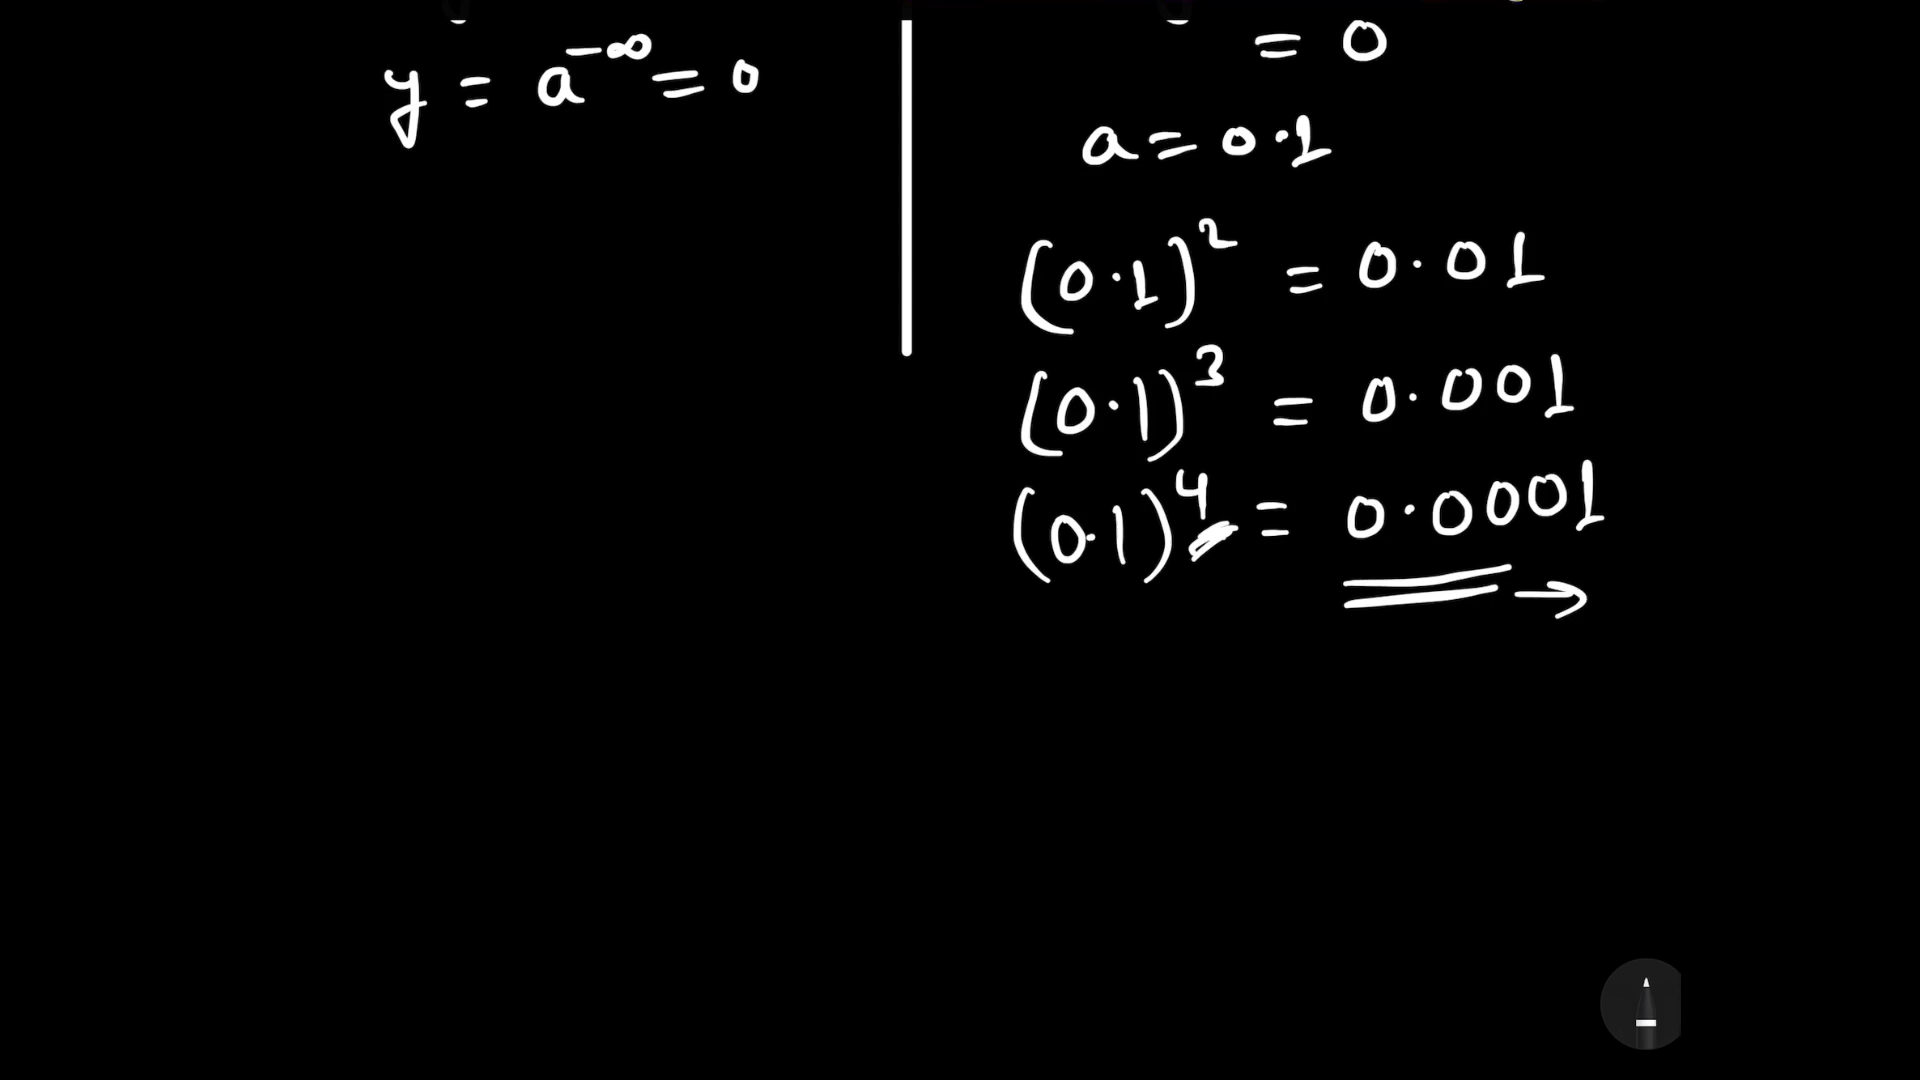 y = a^{-∞} = 0
= 0
a = 0.1
(0.1)^2 = 0.01
(0.1)^3 = 0.001
(0.1)^4 = 0.0001 →